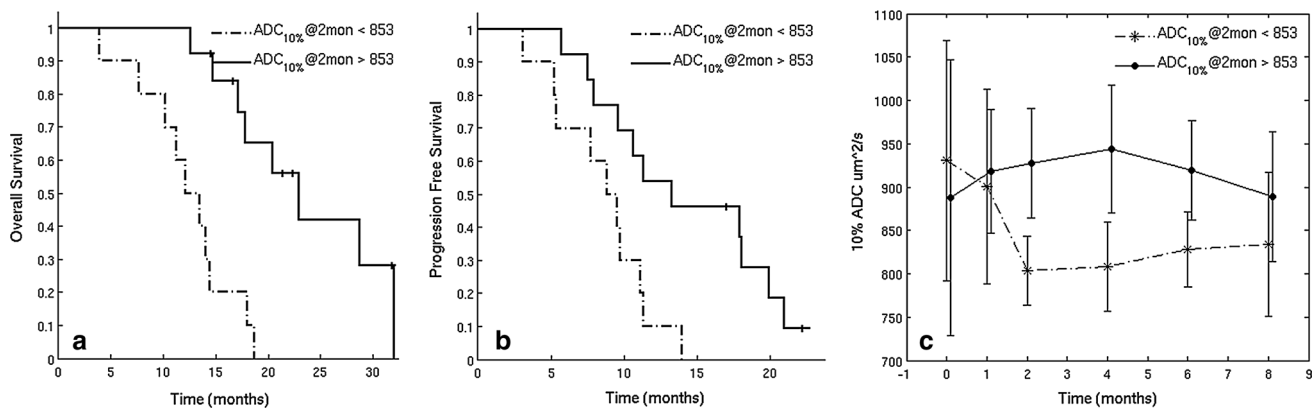 ADC10%@2mon < 853
ADC10%@2mon > 853
1
0.9
0.8
0.7
0.6
0.5
0.4
0.3
0.2
0.1
0
Overall Survival
a
0 5 10 15 20 25 30
Time (months)
ADC10%@2mon < 853
ADC10%@2mon > 853
1
0.9
0.8
0.7
0.6
0.5
0.4
0.3
0.2
0.1
0
Progression Free Survival
b
0 5 10 15 20
Time (months)
ADC10%@2mon < 853
ADC10%@2mon > 853
1100
1050
1000
950
900
850
800
750
700
10% ADC um^2/s
c
-1 0 1 2 3 4 5 6 7 8 9
Time (months)